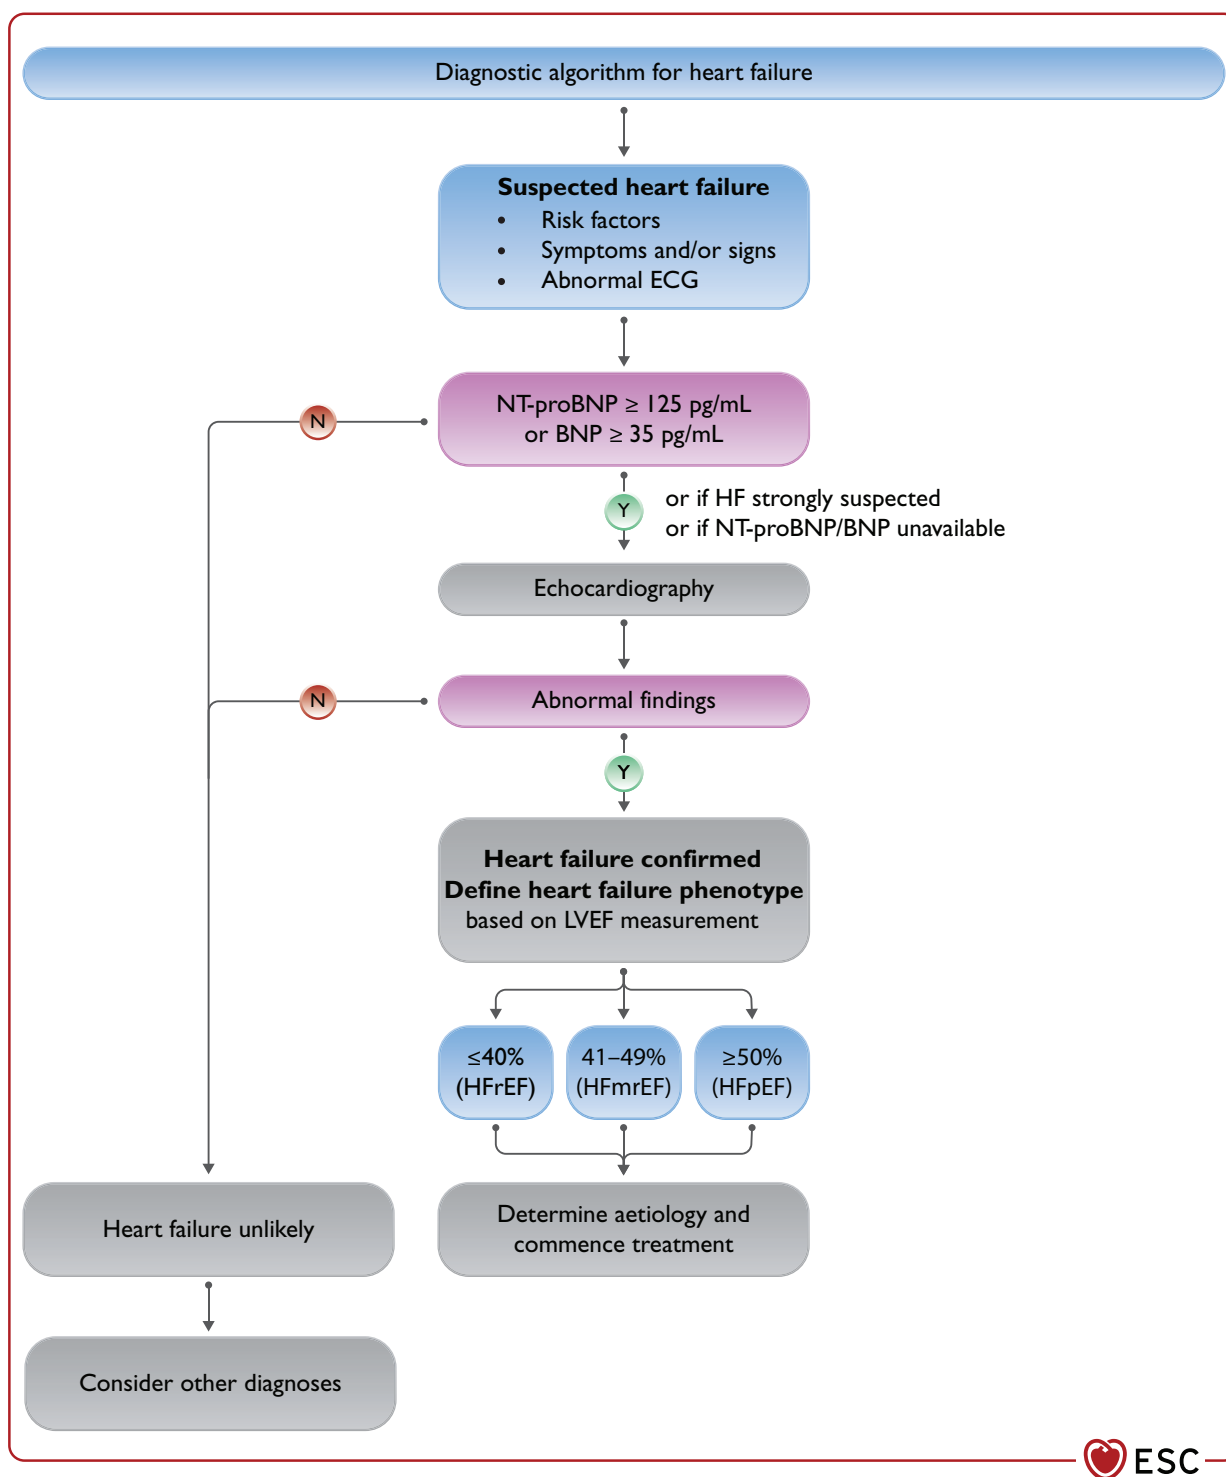 Diagnostic algorithm for heart failure
Suspected heart failure
• Risk factors
• Symptoms and/or signs
• Abnormal ECG
NT-proBNP ≥ 125 pg/mL
or BNP ≥ 35 pg/mL
N
Y
or if HF strongly suspected
or if NT-proBNP/BNP unavailable
Echocardiography
Abnormal findings
N
Y
Heart failure confirmed
Define heart failure phenotype
based on LVEF measurement
≤40%
(HFrEF)
41–49%
(HFmrEF)
≥50%
(HFpEF)
Heart failure unlikely
Determine aetiology and
commence treatment
Consider other diagnoses
ESC